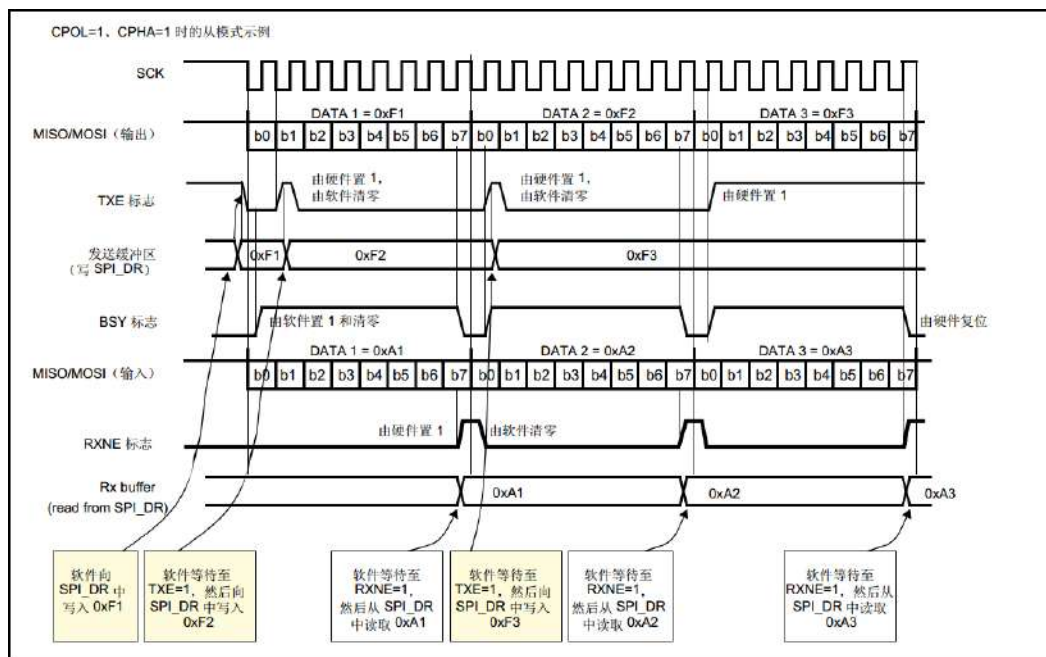 CPOL=1、CPHA=1 时的从模式示例
SCK
DATA 1 = 0xF1
DATA 2 = 0xF2
DATA 3 = 0xF3
MISO/MOSI（输出）
b0 b1 b2 b3 b4 b5 b6 b7 b0 b1 b2 b3 b4 b5 b6 b7 b0 b1 b2 b3 b4 b5 b6 b7
TXE 标志
由硬件置 1，
由软件清零
由硬件置 1，
由软件清零
由硬件置 1
发送缓冲区
（写 SPI_DR）
0xF1
0xF2
0xF3
BSY 标志
由软件置 1 和清零
由硬件复位
DATA 1 = 0xA1
DATA 2 = 0xA2
DATA 3 = 0xA3
MISO/MOSI（输入）
b0 b1 b2 b3 b4 b5 b6 b7 b0 b1 b2 b3 b4 b5 b6 b7 b0 b1 b2 b3 b4 b5 b6 b7
RXNE 标志
由硬件置 1
由软件清零
Rx buffer
(read from SPI_DR)
0xA1
0xA2
0xA3
软件向
SPI_DR 中
写入 0xF1
软件等待至
TXE=1，然后向
SPI_DR 中写入
0xF2
软件等待至
RXNE=1，
然后从 SPI_DR
中读取 0xA1
软件等待至
TXE=1，然后向
SPI_DR 中写入
0xF3
软件等待至
RXNE=1，
然后从 SPI_DR
中读取 0xA2
软件等待至
RXNE=1，然后从
SPI_DR 中读取
0xA3